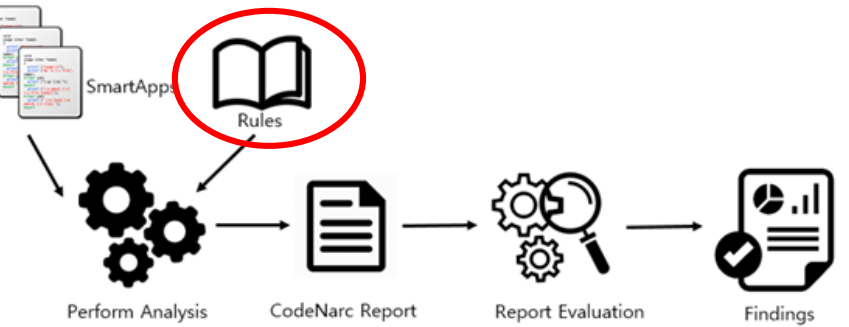 SmartApps
Rules
Perform Analysis
CodeNarc Report
Report Evaluation
Findings